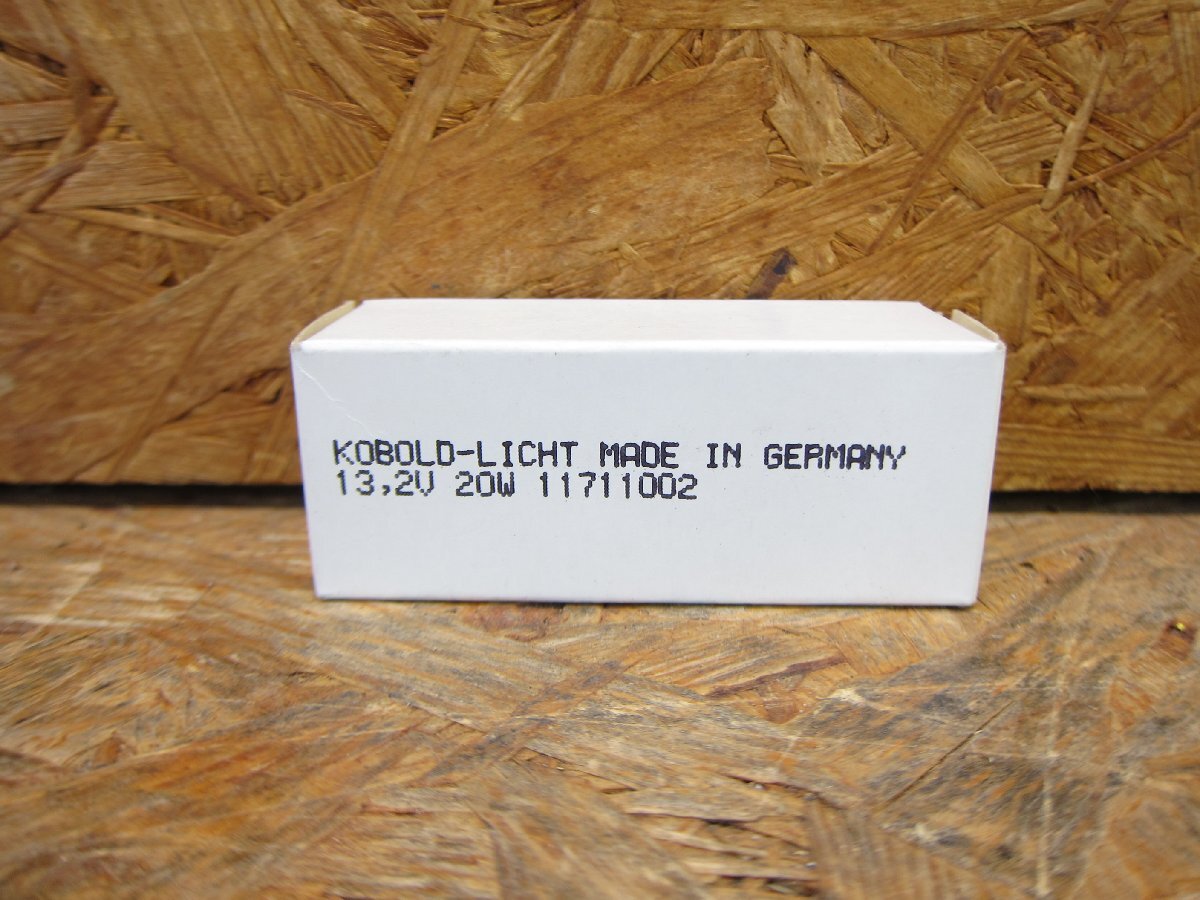 KOBOLD-LICHT MADE IN GERMANY
13,2V 20W 11711002